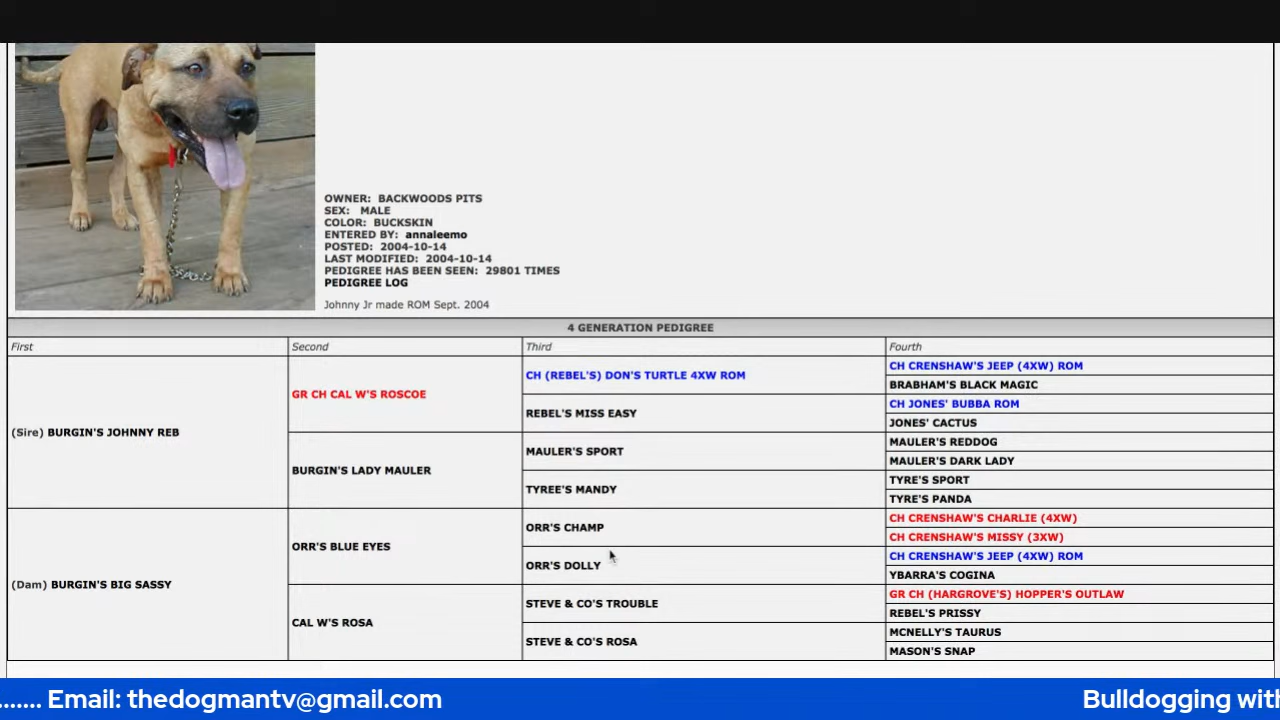 OWNER: BACKWOODS PITS
SEX: MALE
COLOR: BUCKSKIN
ENTERED BY: annaleemo
POSTED: 2004-10-14
LAST MODIFIED: 2004-10-14
PEDIGREE HAS BEEN SEEN: 29801 TIMES
PEDIGREE LOG
Johnny Jr made ROM Sept. 2004
4 GENERATION PEDIGREE
First Second Third Fourth
(Sire) BURGIN'S JOHNNY REB
GR CH CAL W'S ROSCOE
CH (REBEL'S) DON'S TURTLE 4XW ROM
CH CRENSHAW'S JEEP (4XW) ROM
BRABHAM'S BLACK MAGIC
REBEL'S MISS EASY
CH JONES' BUBBA ROM
JONES' CACTUS
BURGIN'S LADY MAULER
MAULER'S SPORT
MAULER'S REDDOG
MAULER'S DARK LADY
TYREE'S MANDY
TYRE'S SPORT
TYRE'S PANDA
(Dam) BURGIN'S BIG SASSY
ORR'S BLUE EYES
ORR'S CHAMP
CH CRENSHAW'S CHARLIE (4XW)
CH CRENSHAW'S MISSY (3XW)
ORR'S DOLLY
CH CRENSHAW'S JEEP (4XW) ROM
YBARRA'S COGINA
CAL W'S ROSA
STEVE & CO'S TROUBLE
GR CH (HARGROVE'S) HOPPER'S OUTLAW
REBEL'S PRISSY
STEVE & CO'S ROSA
MCNELLY'S TAURUS
MASON'S SNAP
....... Email: thedogmantv@gmail.com Bulldogging with